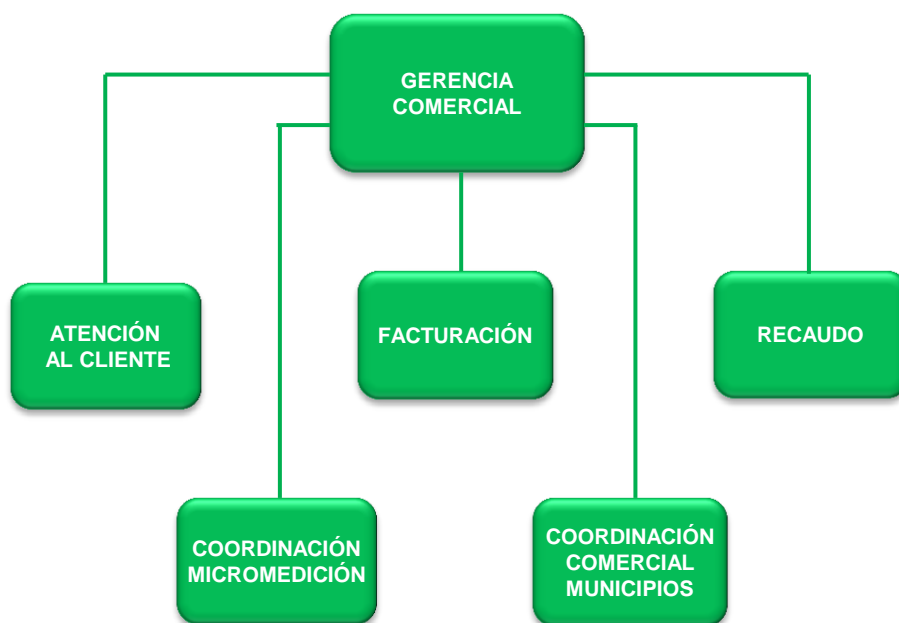 GERENCIA
COMERCIAL
ATENCIÓN
AL CLIENTE
FACTURACIÓN
RECAUDO
COORDINACIÓN
MICROMEDICIÓN
COORDINACIÓN
COMERCIAL
MUNICIPIOS